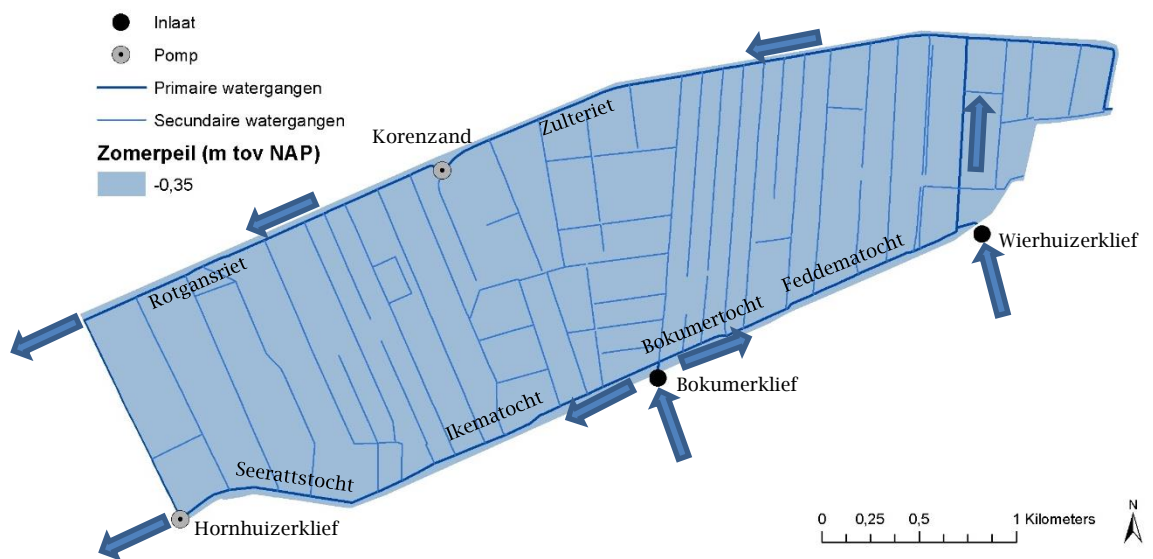 Inlaat
Pomp
Primaire watergangen
Secundaire watergangen
Zomerpeil (m tov NAP)
-0,35
Korenzand
Zulteriet
Wierhuizerklief
Feddematocht
Rotgansriet
Bokumertocht
Bokumerklief
Ikematocht
Seerattstocht
Hornhuizerklief
N
0 0,25 0,5 1 Kilometers